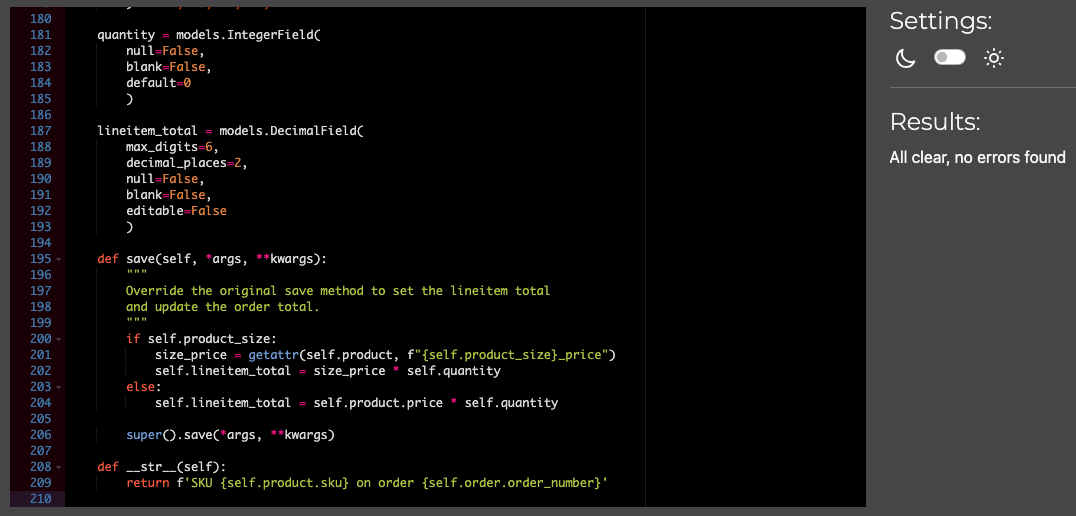 180
181 quantity = models.IntegerField(
182 null=False,
183 blank=False,
184 default=0
185 )
186
187 lineitem_total = models.DecimalField(
188 max_digits=6,
189 decimal_places=2,
190 null=False,
191 blank=False,
192 editable=False
193 )
194
195 def save(self, *args, **kwargs):
196 """
197 Override the original save method to set the lineitem total
198 and update the order total.
199 """
200 if self.product_size:
201 size_price = getattr(self.product, f"{self.product_size}_price")
202 self.lineitem_total = size_price * self.quantity
203 else:
204 self.lineitem_total = self.product.price * self.quantity
205
206 super().save(*args, **kwargs)
207
208 def __str__(self):
209 return f'SKU {self.product.sku} on order {self.order.order_number}'
210
Settings:
Results:
All clear, no errors found